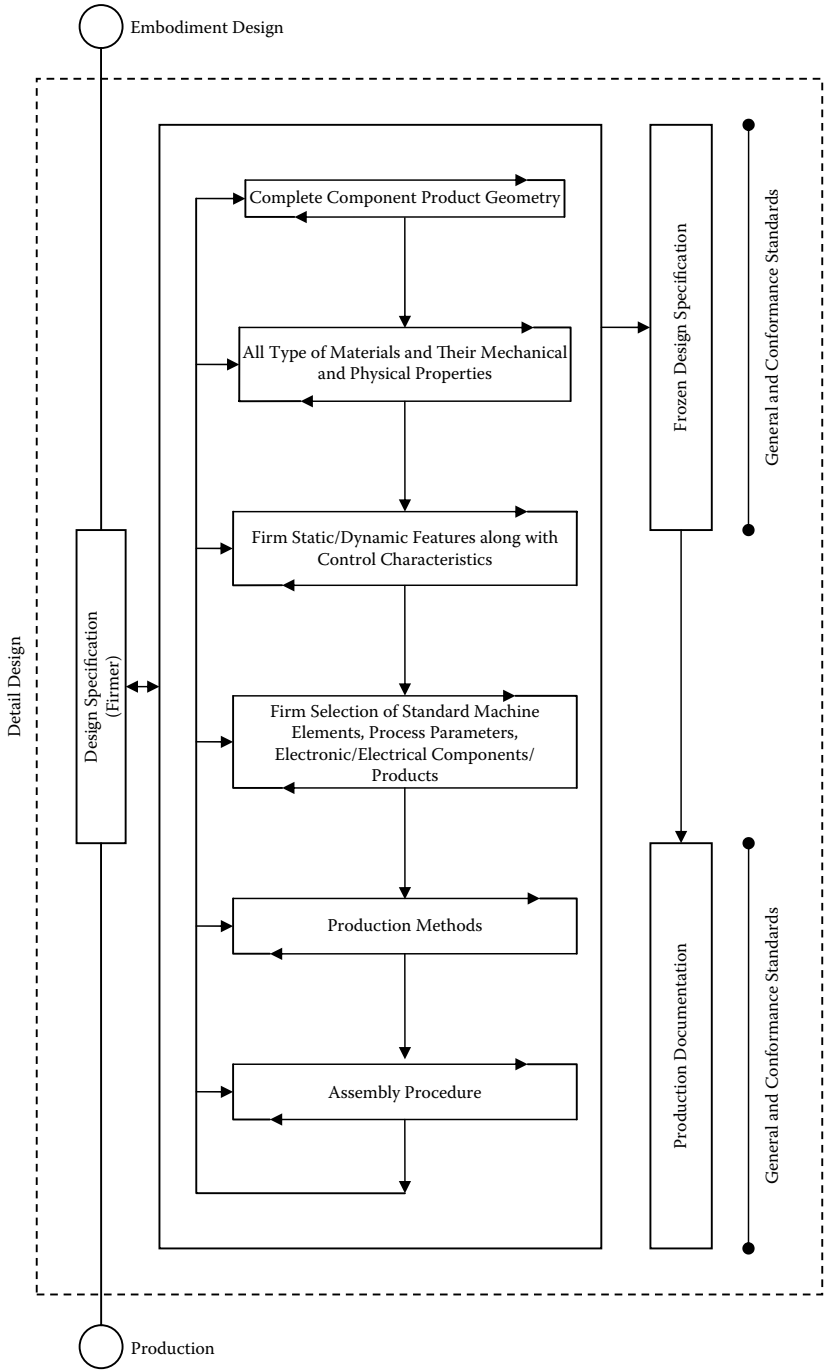 Embodiment Design
Complete Component Product Geometry
All Type of Materials and Their Mechanical
and Physical Properties
Firm Static/Dynamic Features along with
Control Characteristics
Firm Selection of Standard Machine
Elements, Process Parameters,
Electronic/Electrical Components/
Products
Production Methods
Assembly Procedure
Detail Design
Design Specification
(Firmer)
Frozen Design Specification
General and Conformance Standards
Production Documentation
General and Conformance Standards
Production